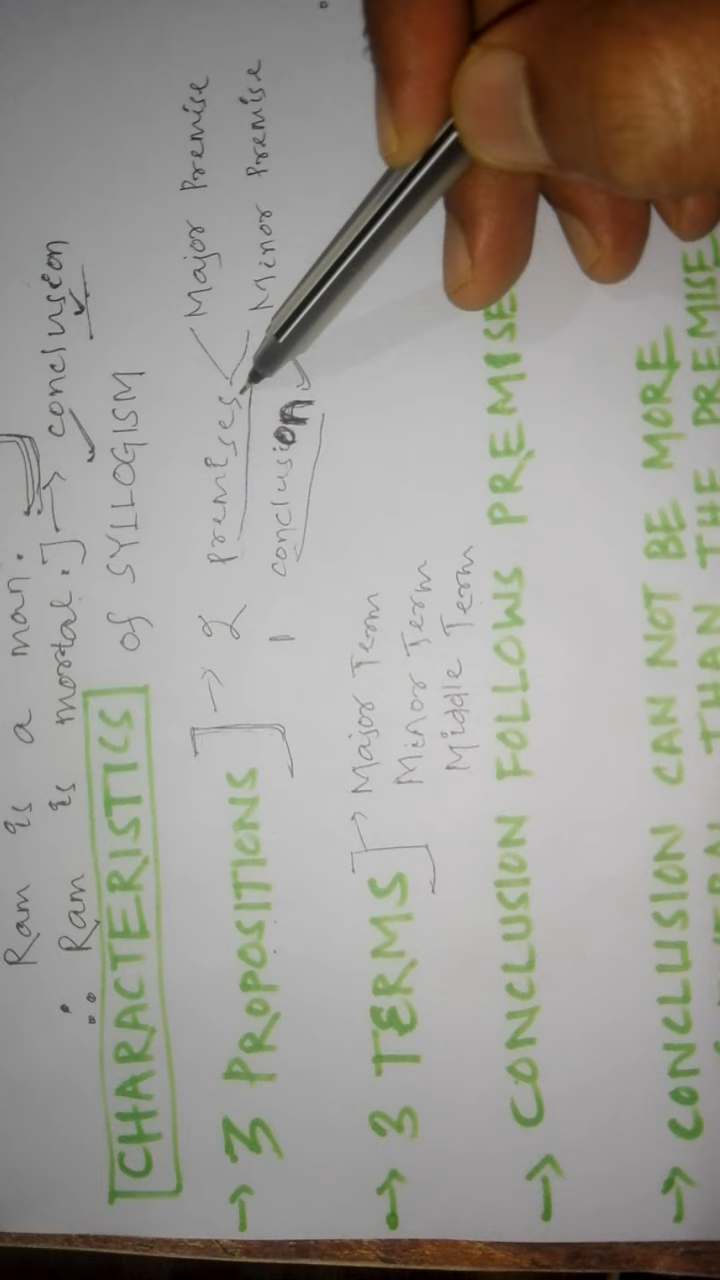 Ram is a man.
∴ Ram is mortal.] → conclusion
CHARACTERISTICS of SYLLOGISM
→ 3 PROPOSITIONS] → 2 premises < Major Premise
Minor Premise
1 conclusion
→ 3 TERMS] → Major Term
Minor Term
Middle Term
→ CONCLUSION FOLLOWS PREMISE
→ CONCLUSION CAN NOT BE MORE
THAN THE PREMISE